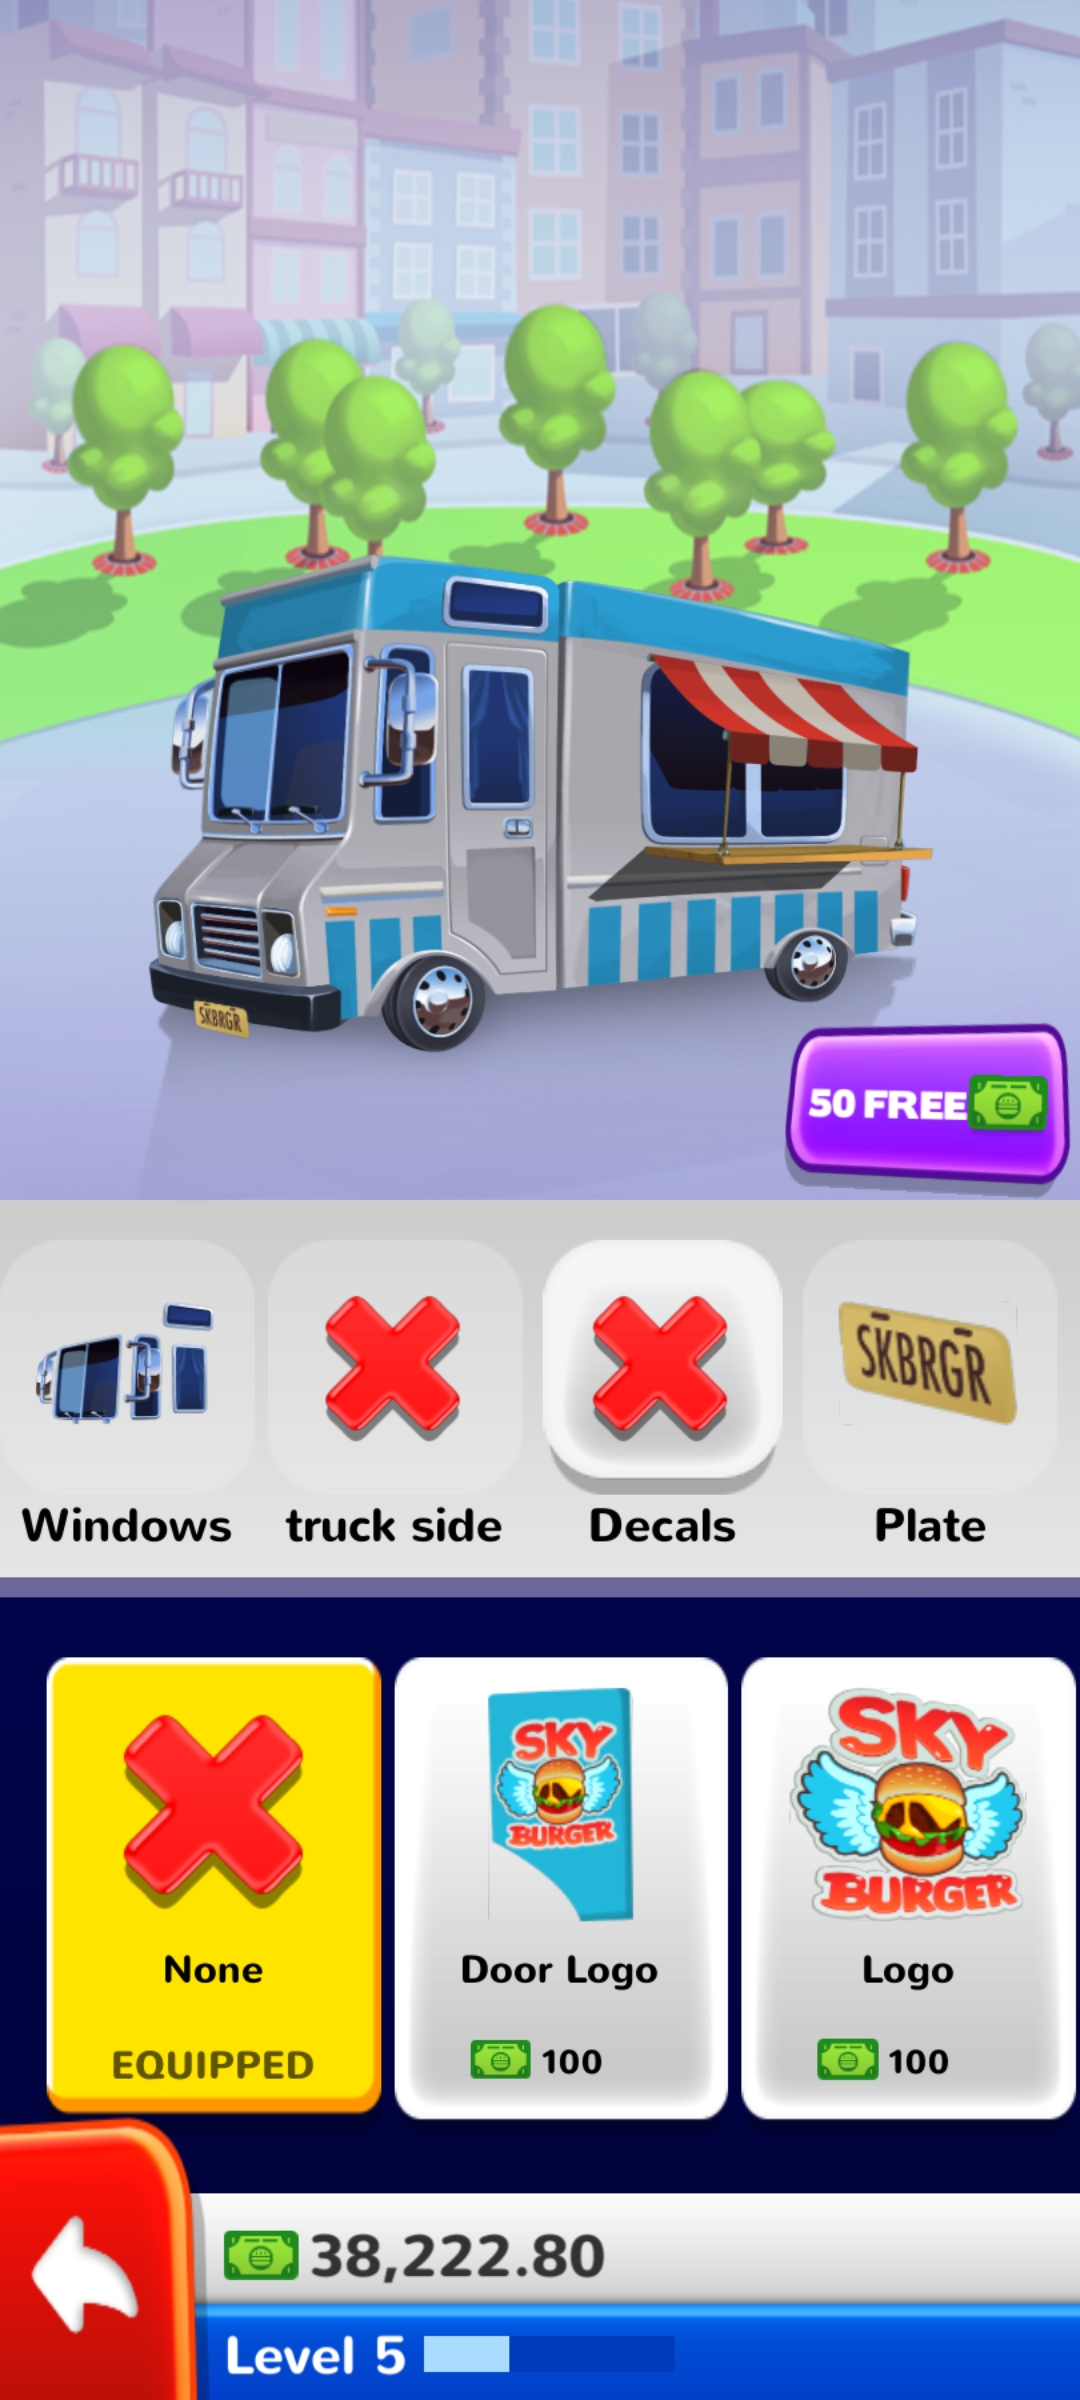 SKBRGR
50 FREE
SKBRGR
Windows
truck side
Decals
Plate
SKY
BURGER
SKY
BURGER
None
Door Logo
Logo
EQUIPPED
100
100
38,222.80
Level 5